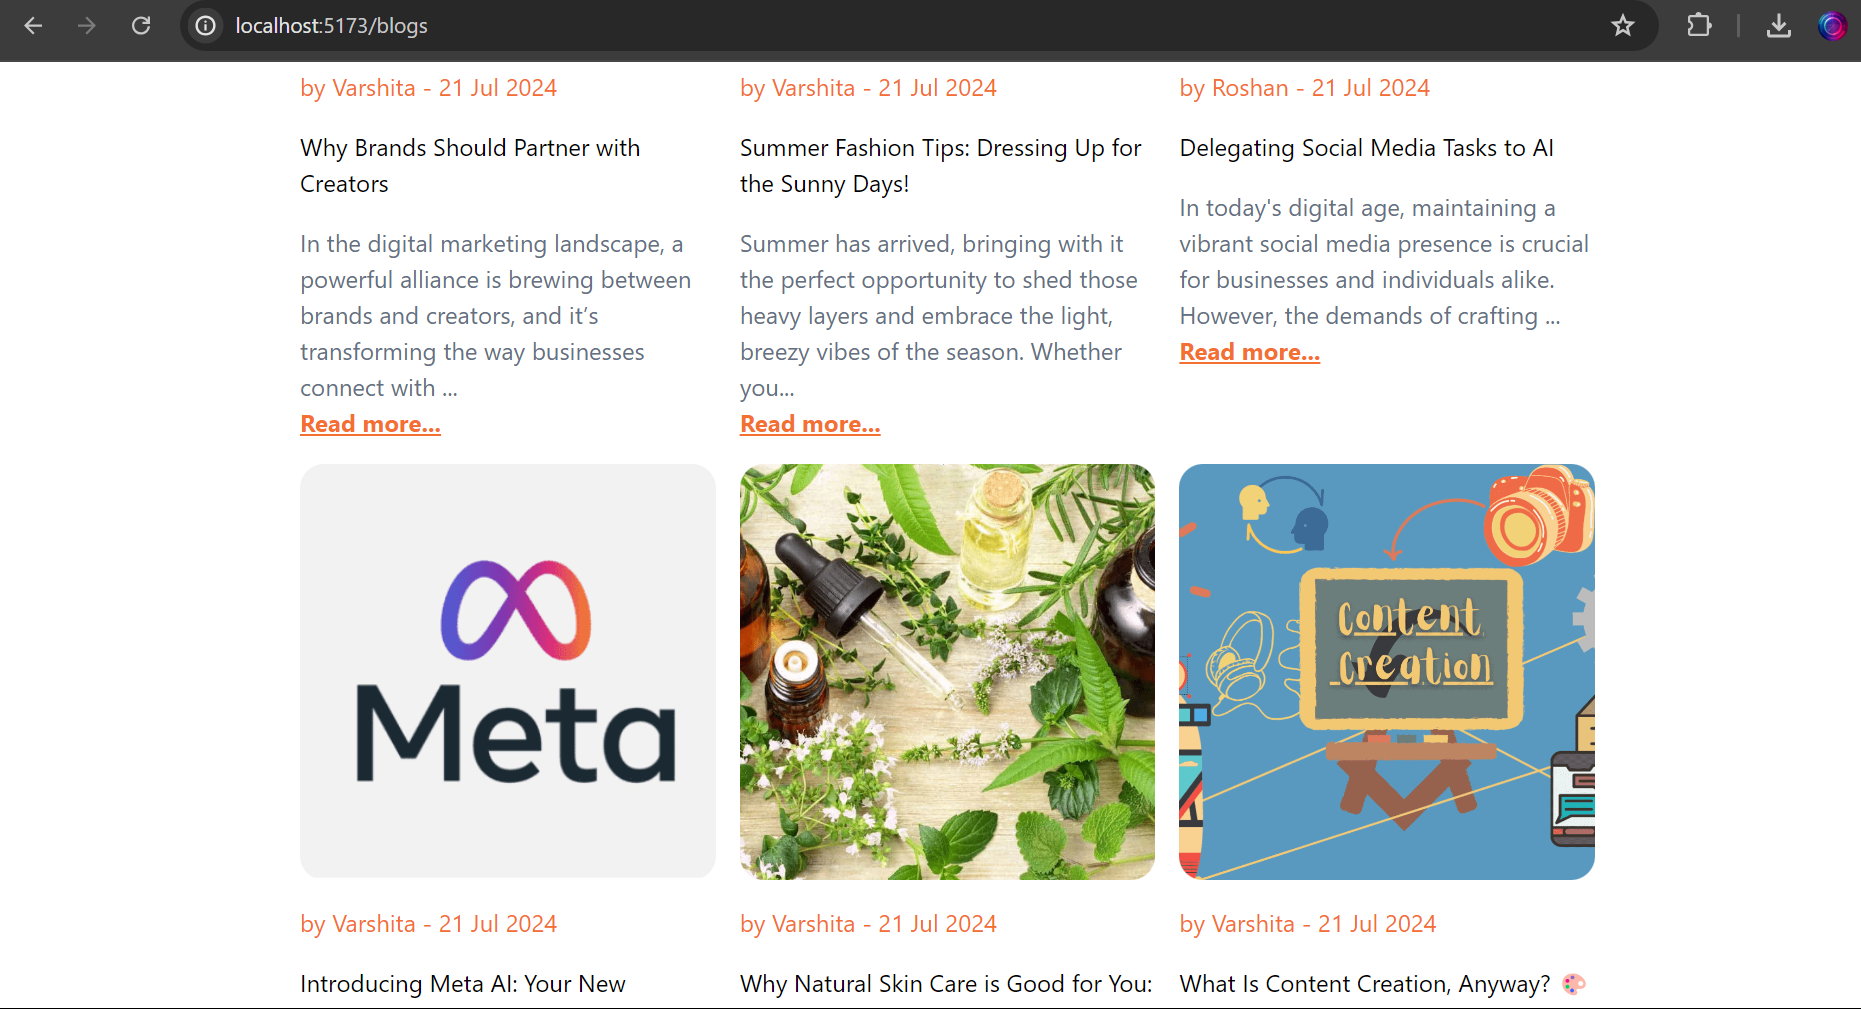 localhost:5173/blogs
by Varshita - 21 Jul 2024
Why Brands Should Partner with
Creators
In the digital marketing landscape, a
powerful alliance is brewing between
brands and creators, and it’s
transforming the way businesses
connect with ...
Read more...
by Varshita - 21 Jul 2024
Summer Fashion Tips: Dressing Up for
the Sunny Days!
Summer has arrived, bringing with it
the perfect opportunity to shed those
heavy layers and embrace the light,
breezy vibes of the season. Whether
you...
Read more...
by Roshan - 21 Jul 2024
Delegating Social Media Tasks to AI
In today's digital age, maintaining a
vibrant social media presence is crucial
for businesses and individuals alike.
However, the demands of crafting ...
Read more...
Meta
by Varshita - 21 Jul 2024
Introducing Meta AI: Your New
by Varshita - 21 Jul 2024
Why Natural Skin Care is Good for You:
Content
Creation
by Varshita - 21 Jul 2024
What Is Content Creation, Anyway? 🎨